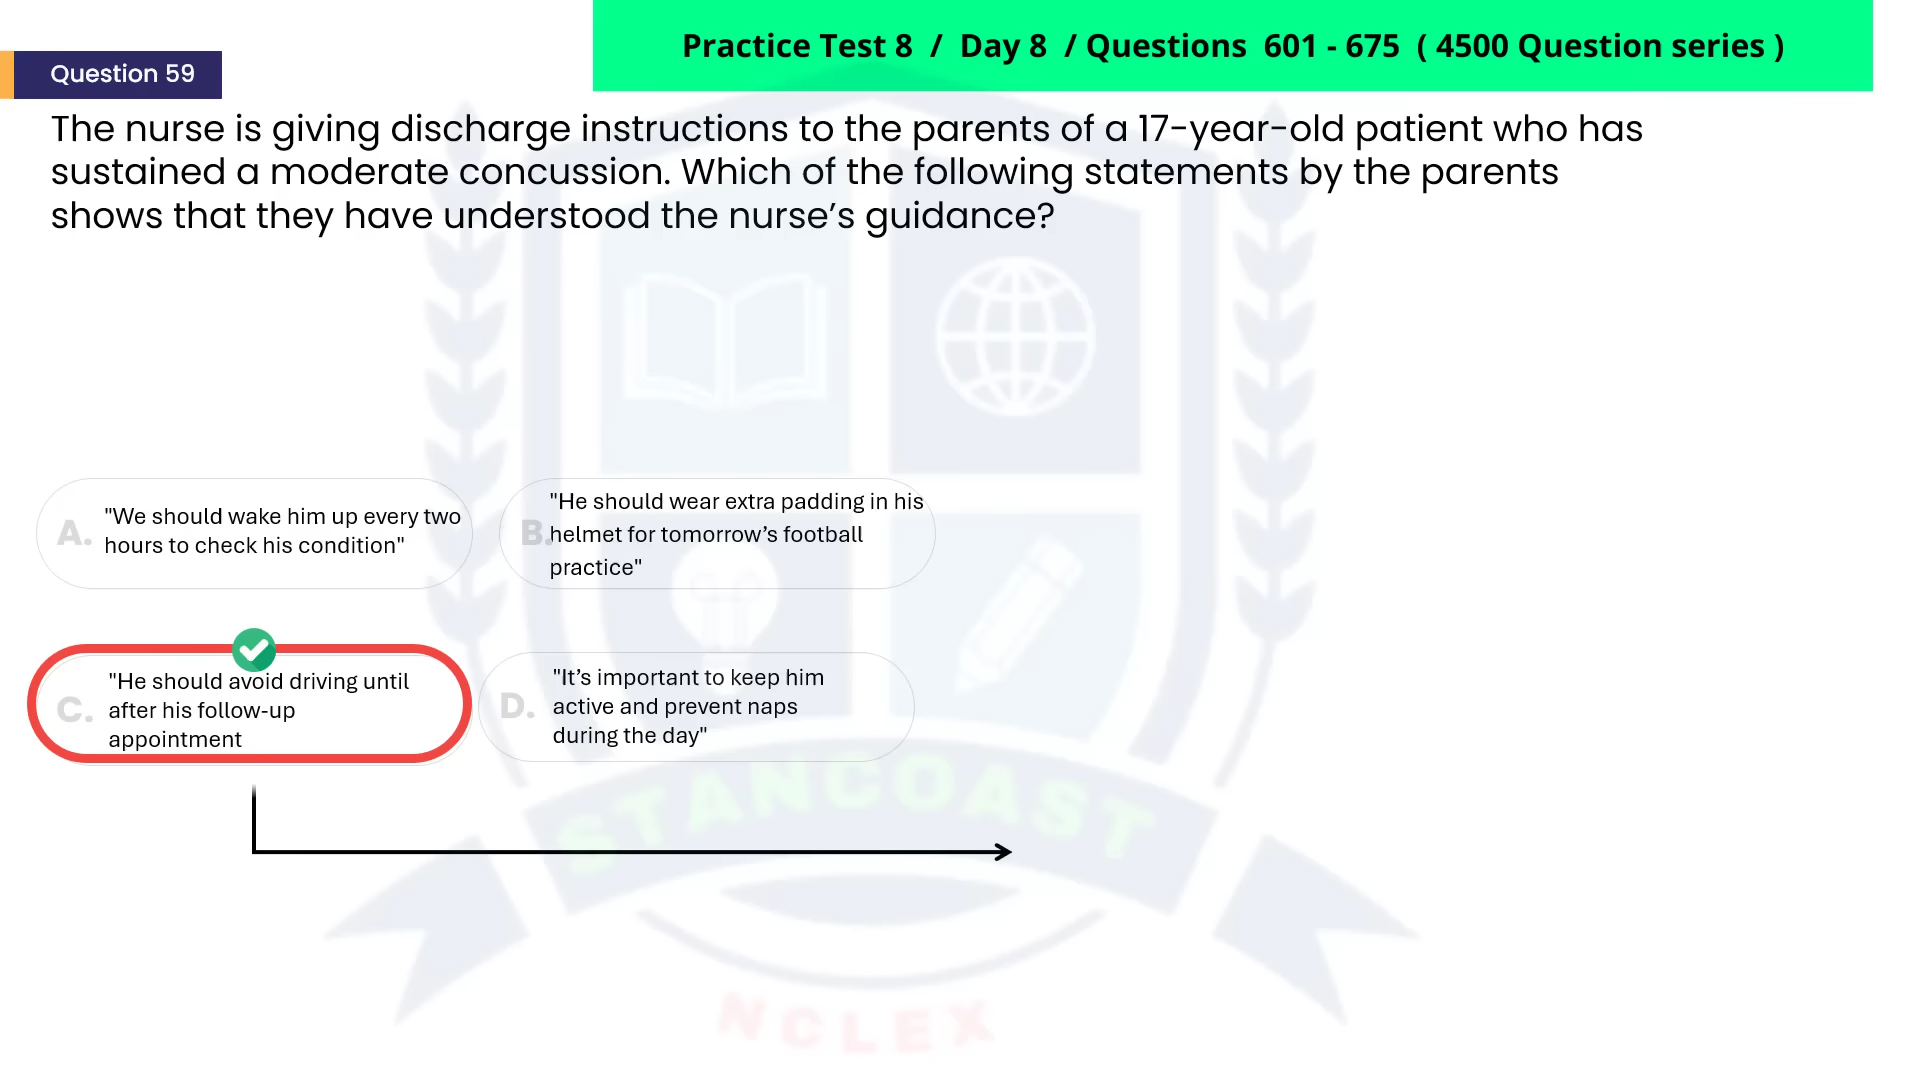 Practice Test 8 / Day 8 / Questions 601 - 675 ( 4500 Question series )
Question 59
The nurse is giving discharge instructions to the parents of a 17-year-old patient who has
sustained a moderate concussion. Which of the following statements by the parents
shows that they have understood the nurse’s guidance?
A.
"We should wake him up every two
hours to check his condition"
B.
"He should wear extra padding in his
helmet for tomorrow’s football
practice"
C.
"He should avoid driving until
after his follow-up
appointment
D.
"It’s important to keep him
active and prevent naps
during the day"
STANCOAST
NCLEX